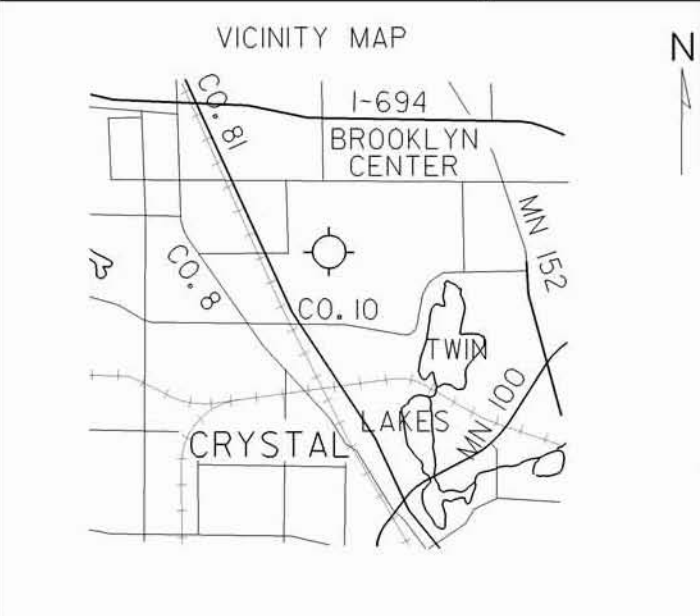 VICINITY MAP
N
CO. 81
I-694
BROOKLYN
CENTER
MN 152
CO. 8
CO. 10
TWIN
LAKES
MN 100
CRYSTAL